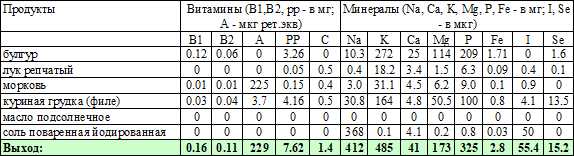 Продукты Витамины (B1,B2, pp - в мг; A - мкг рет.экв) Минералы (Na, Ca, K, Mg, P, Fe - в мг; I, Se - в мкг)
B1 B2 A PP C Na K Ca Mg P Fe I Se
булгур 0.12 0.06 0 3.26 0 10.3 272 25 114 209 1.71 0 1.6
лук репчатый 0 0 0 0.05 0.5 0.4 18.2 3.4 1.5 6.3 0.09 0.4 0.1
морковь 0.01 0.01 225 0.15 0.4 3.0 31.1 4.5 6.2 9.0 0.1 0.9 0
куриная грудка (филе) 0.03 0.04 3.7 4.16 0.5 30.8 164 4.8 50.5 100 0.8 4.1 13.5
масло подсолнечное 0 0 0 0 0 0 0 0 0 0 0 0 0
соль поваренная йодированная 0 0 0 0 0 368 0.1 4.1 0.2 0.8 0.03 50 0
Выход: 0.16 0.11 229 7.62 1.4 412 485 41 173 325 2.8 55.4 15.2